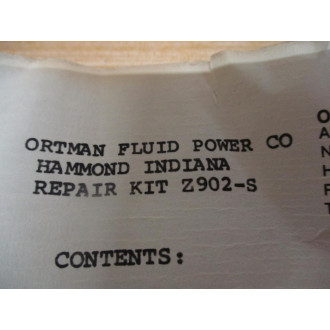 ORTMAN FLUID POWER CO
HAMMOND INDIANA
REPAIR KIT Z902-S
CONTENTS: